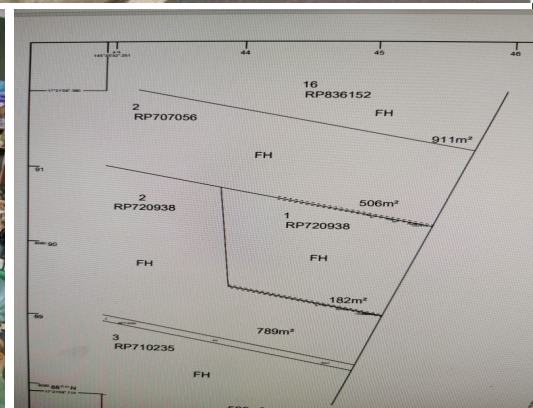 44
45
46
16
RP836152
FH
911m²
2
RP707056
FH
91
506m²
2
RP720938
1
RP720938
90
FH
FH
182m²
89
789m²
3
RP710235
FH